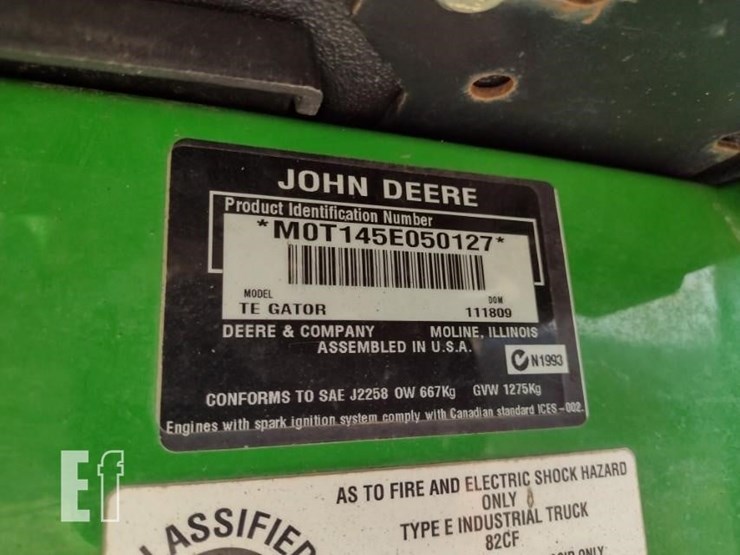 JOHN DEERE
Product Identification Number
*M0T145E050127*
MODEL DOM
TE GATOR 111809
DEERE & COMPANY MOLINE, ILLINOIS
ASSEMBLED IN U.S.A.
N1993
CONFORMS TO SAE J2258 OW 667Kg GVW 1275Kg
Engines with spark ignition system comply with Canadian standard ICES-002.
Ef
LASSIFIE
AS TO FIRE AND ELECTRIC SHOCK HAZARD
ONLY
TYPE E INDUSTRIAL TRUCK
82CF
ONLY